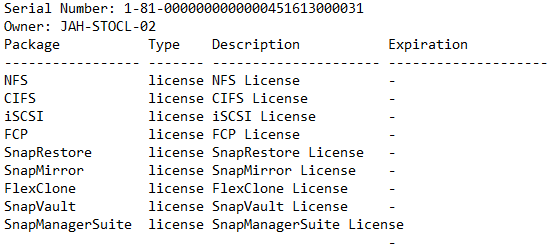 Serial Number: 1-81-0000000000000451613000031
Owner: JAH-STOCL-02
Package           Type    Description           Expiration
----------------- ------- --------------------- --------------------
NFS               license NFS License           -
CIFS              license CIFS License          -
iSCSI             license iSCSI License         -
FCP               license FCP License           -
SnapRestore       license SnapRestore License   -
SnapMirror        license SnapMirror License    -
FlexClone         license FlexClone License     -
SnapVault         license SnapVault License     -
SnapManagerSuite  license SnapManagerSuite License
                                                -